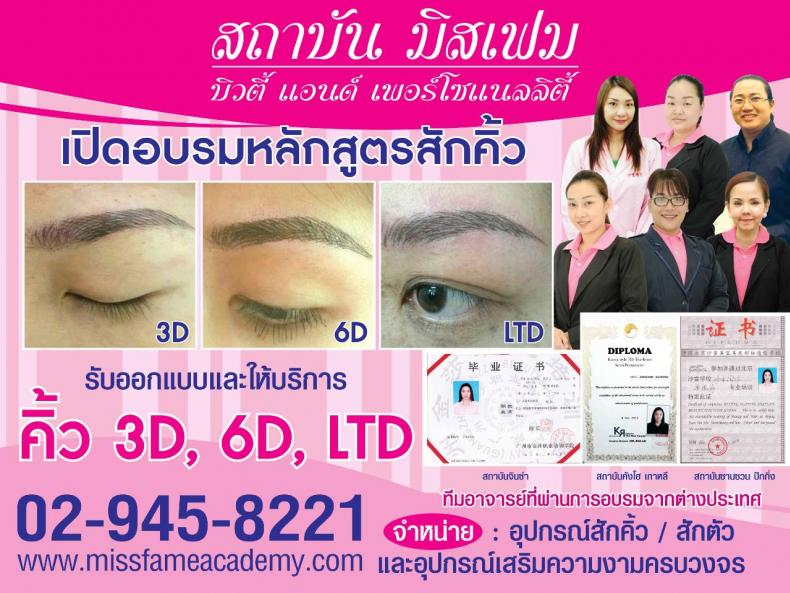 สถาบัน มิสเฟม
บิวตี้ แอนด์ เพอร์โซแนลลิตี้
เปิดอบรมหลักสูตรสักคิ้ว
3D
6D
LTD
รับออกแบบและให้บริการ
คิ้ว 3D, 6D, LTD
02-945-8221
www.missfameacademy.com
毕 业 证 书
DIPLOMA
证 书
สถาบันจินซ่า
สถาบันคังโฮ เกาหลี
สถาบันซานซวน ปักกิ่ง
ทีมอาจารย์ที่ผ่านการอบรมจากต่างประเทศ
จำหน่าย : อุปกรณ์สักคิ้ว / สักตัว
และอุปกรณ์เสริมความงามครบวงจร